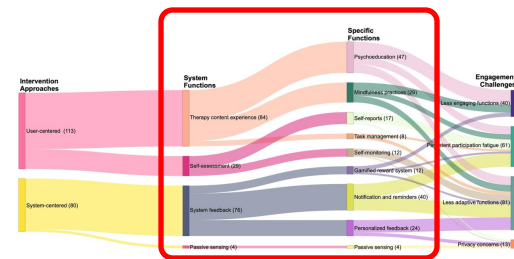 Intervention
Approaches
System
Functions
Specific
Functions
Engagement
Challenges
User-centered (113)
System-centered (80)
Therapy content experience (84)
Self-assessment (29)
System feedback (76)
Passive sensing (4)
Psychoeducation (47)
Mindfulness practices (29)
Self-reports (17)
Task management (8)
Self-monitoring (12)
Gamified reward system (12)
Notification and reminders (40)
Personalized feedback (24)
Passive sensing (4)
Less engaging functions (40)
participation fatigue (61)
Less adaptive functions (81)
Privacy concerns (13)